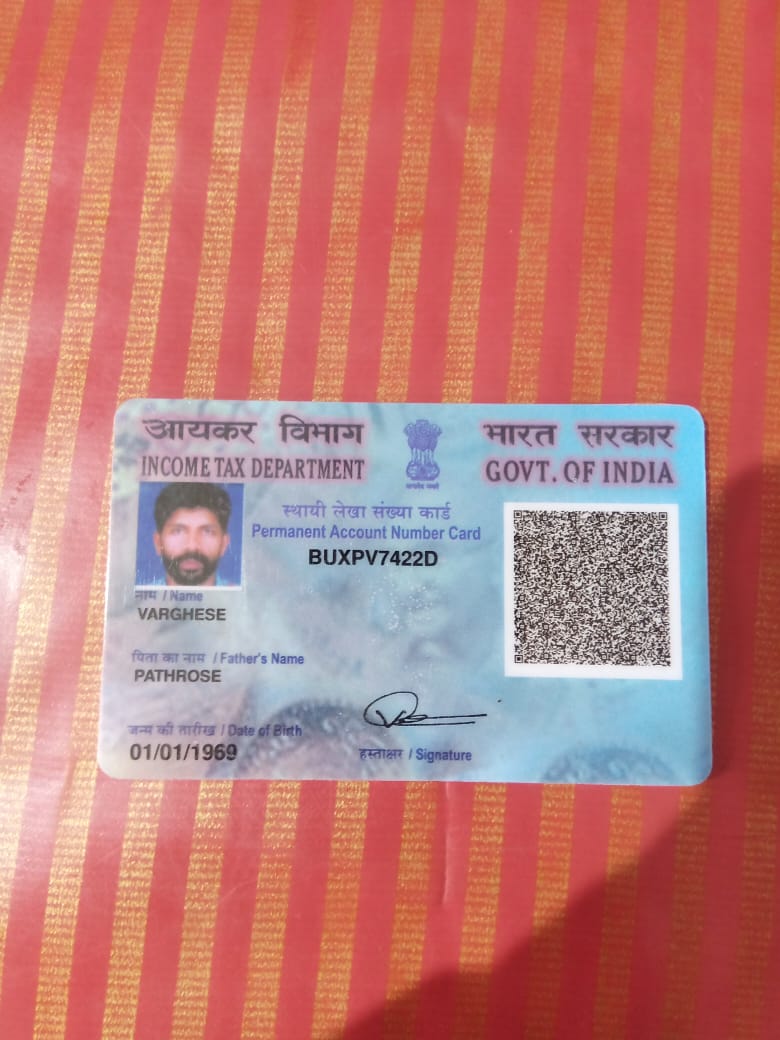 आयकर विभाग
INCOME TAX DEPARTMENT
भारत सरकार
GOVT. OF INDIA
सत्यमेव जयते
स्थायी लेखा संख्या कार्ड
Permanent Account Number Card
BUXPV7422D
नाम / Name
VARGHESE
पिता का नाम / Father's Name
PATHROSE
जन्म की तारीख / Date of Birth
01/01/1969
हस्ताक्षर / Signature